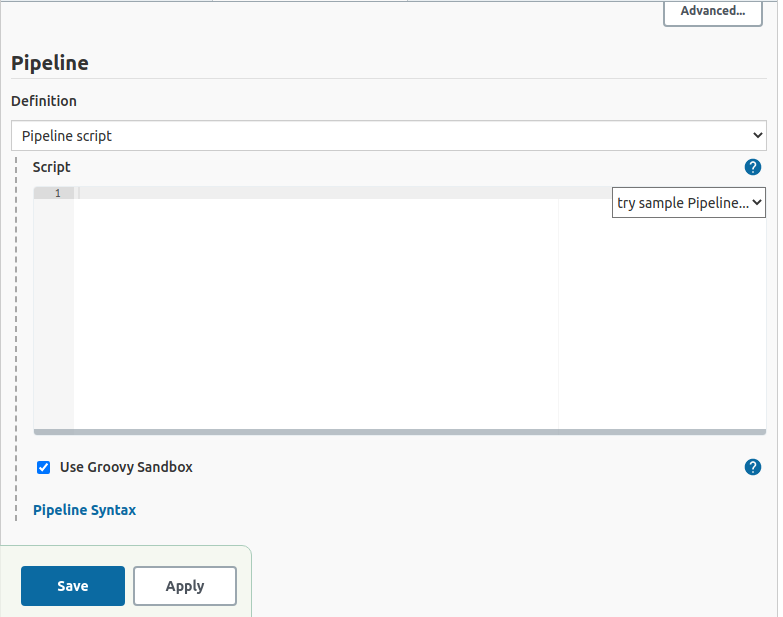 Advanced...
Pipeline
Definition
Pipeline script
Script
?
1
try sample Pipeline...
Use Groovy Sandbox
?
Pipeline Syntax
Save
Apply